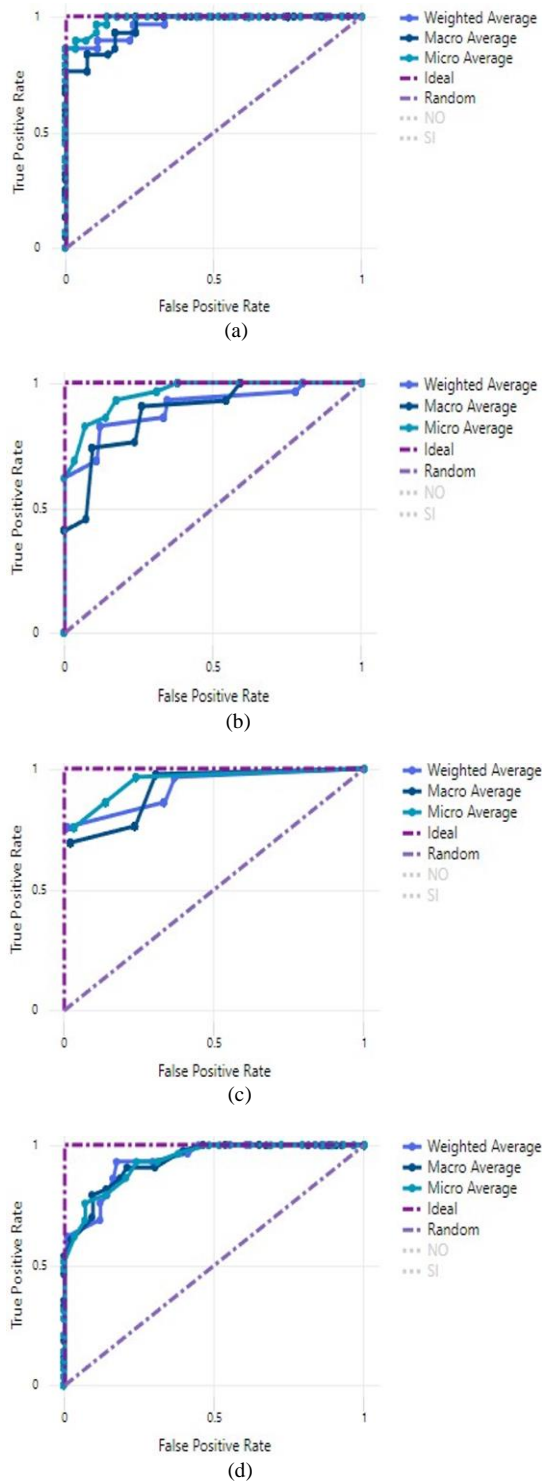 True Positive Rate
1
0.5
0
0
0.5
1
False Positive Rate
Weighted Average
Macro Average
Micro Average
Ideal
Random
NO
SI
(a)
True Positive Rate
1
0.5
0
0
0.5
1
False Positive Rate
Weighted Average
Macro Average
Micro Average
Ideal
Random
NO
SI
(b)
True Positive Rate
1
0.5
0
0
0.5
1
False Positive Rate
Weighted Average
Macro Average
Micro Average
Ideal
Random
NO
SI
(c)
True Positive Rate
1
0.5
0
0
0.5
1
False Positive Rate
Weighted Average
Macro Average
Micro Average
Ideal
Random
NO
SI
(d)